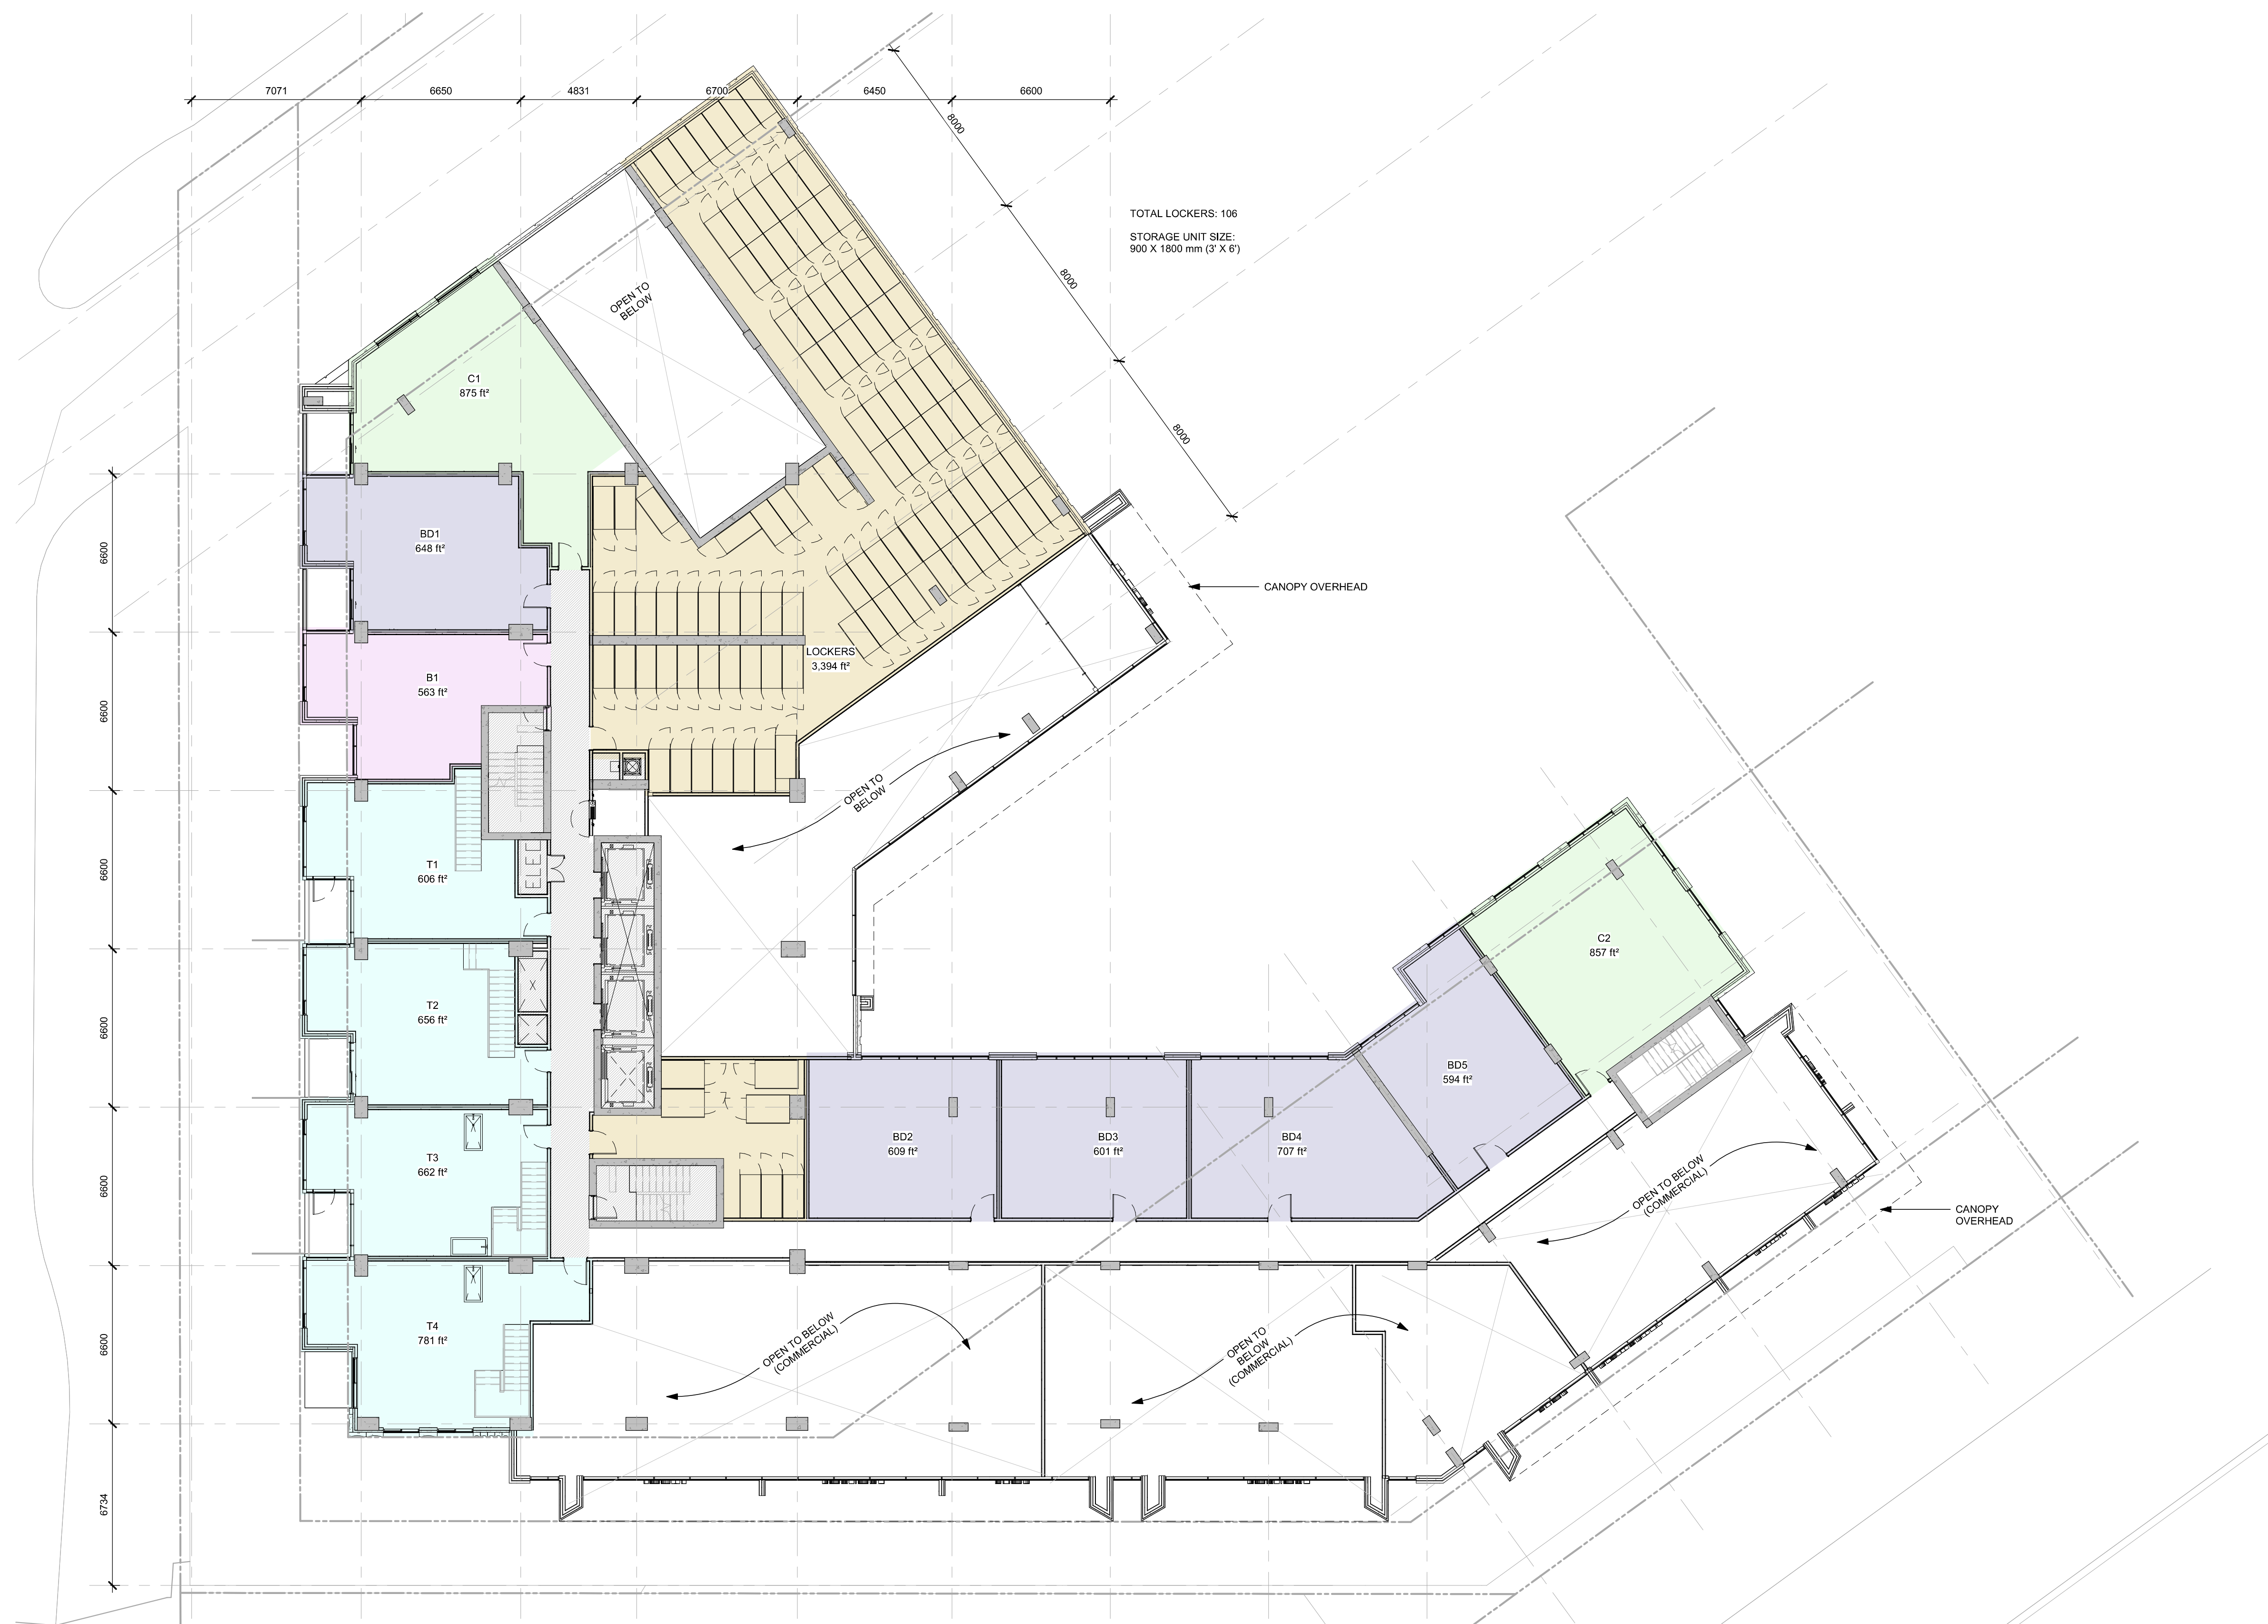 7071
6650
4831
6700
6450
6600
8000
8000
8000
TOTAL LOCKERS: 106
STORAGE UNIT SIZE:
900 X 1800 mm (3' X 6')
OPEN TO
BELOW
C1
875 ft²
BD1
648 ft²
CANOPY OVERHEAD
B1
563 ft²
LOCKERS
3,394 ft²
OPEN TO
BELOW
T1
606 ft²
T2
656 ft²
T3
662 ft²
T4
781 ft²
C2
857 ft²
BD5
594 ft²
BD2
609 ft²
BD3
601 ft²
BD4
707 ft²
OPEN TO BELOW
(COMMERCIAL)
CANOPY
OVERHEAD
OPEN TO BELOW
(COMMERCIAL)
OPEN TO
BELOW
(COMMERCIAL)
6600
6600
6600
6600
6600
6600
6734